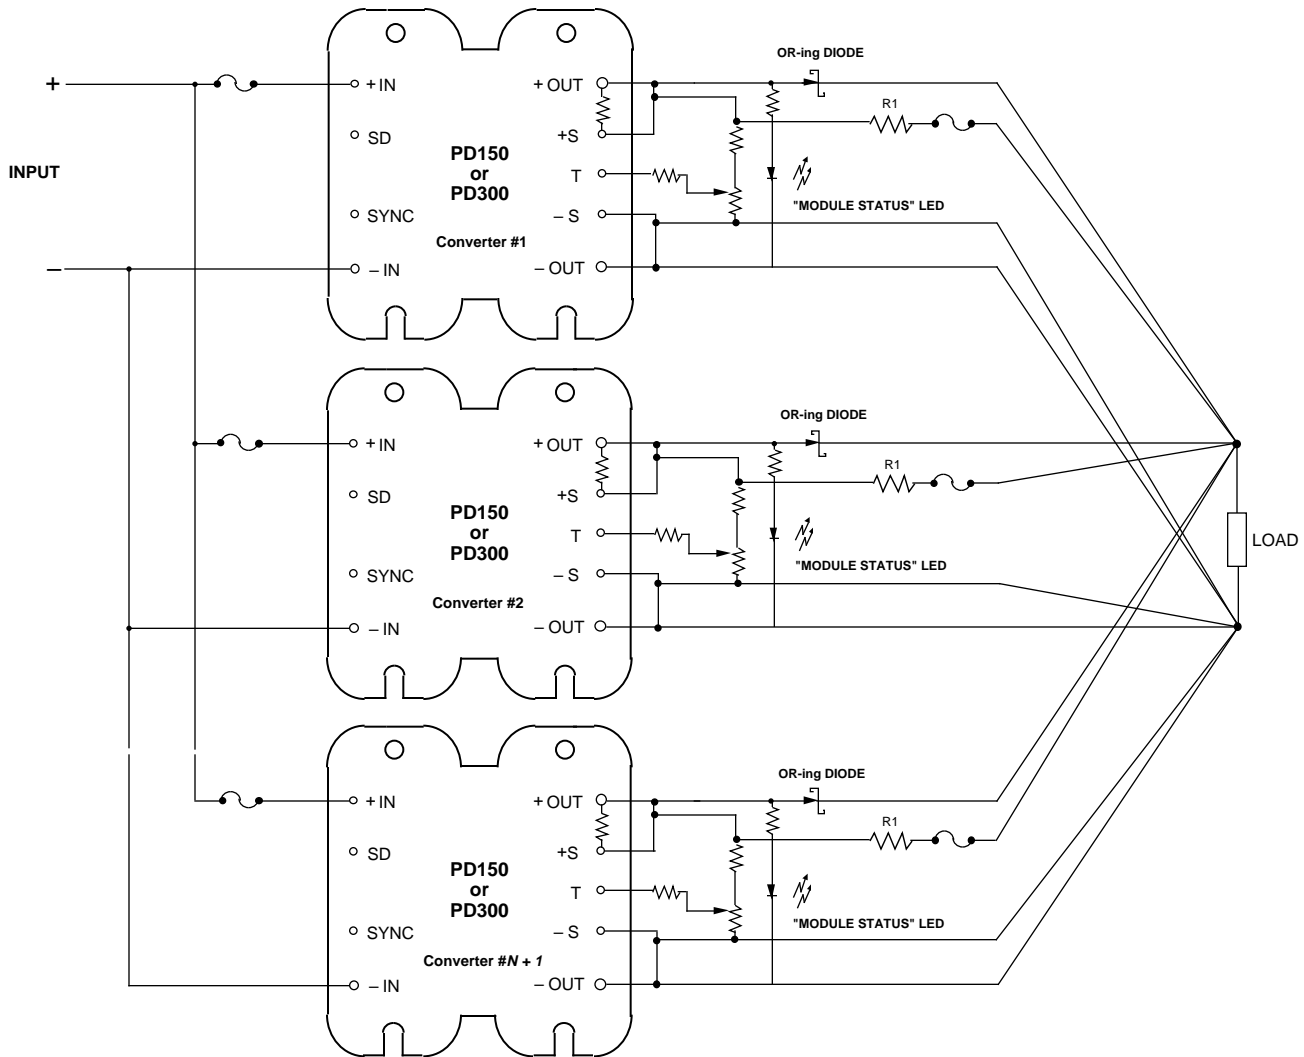 +
INPUT
–
+ IN
SD
SYNC
– IN
PD150
or
PD300
Converter #1
+ OUT
+S
T
– S
– OUT
OR-ing DIODE
R1
"MODULE STATUS" LED
+ IN
SD
SYNC
– IN
PD150
or
PD300
Converter #2
+ OUT
+S
T
– S
– OUT
OR-ing DIODE
R1
"MODULE STATUS" LED
LOAD
+ IN
SD
SYNC
– IN
PD150
or
PD300
Converter #N + 1
+ OUT
+S
T
– S
– OUT
OR-ing DIODE
R1
"MODULE STATUS" LED